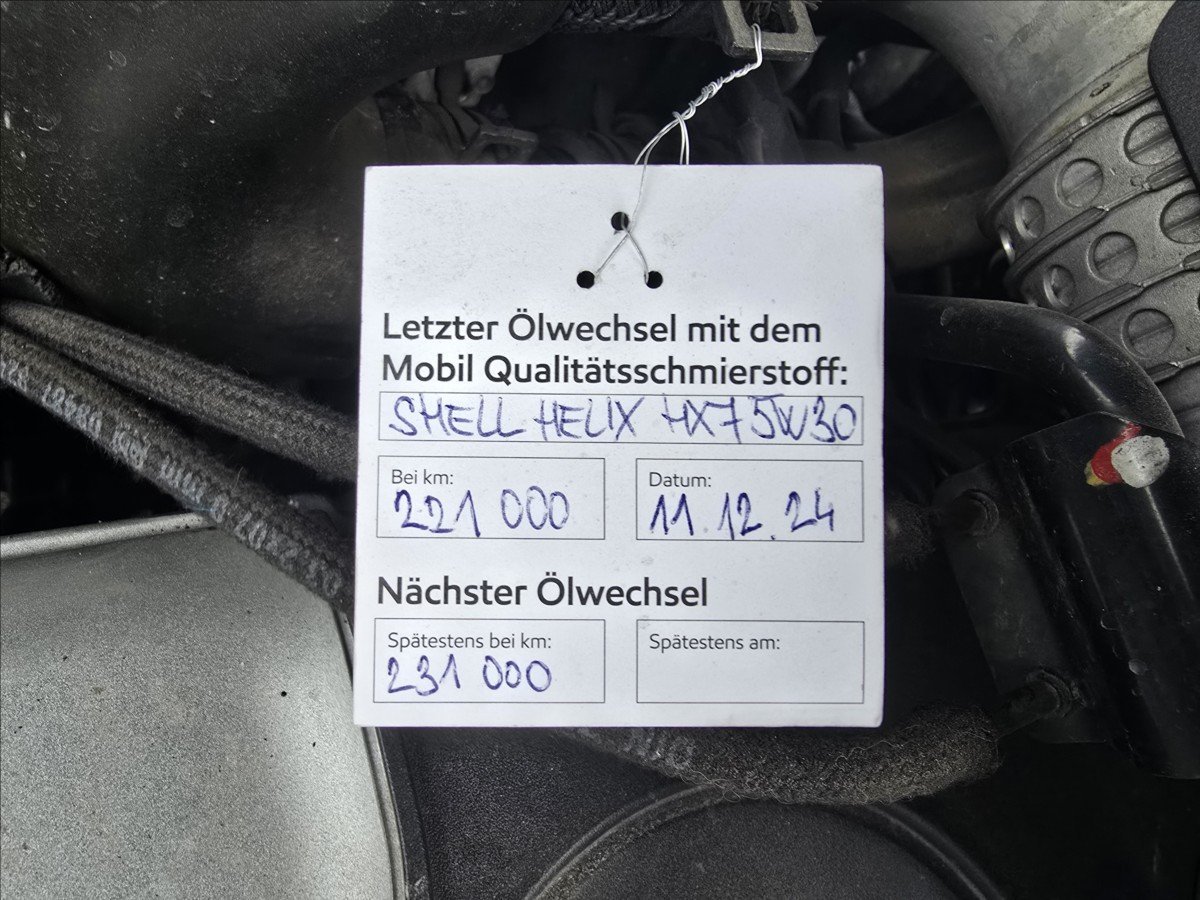 Letzter Ölwechsel mit dem
Mobil Qualitätsschmierstoff:
SHELL HELIX HX7 5W30
Bei km:
221 000
Datum:
11.12.24
Nächster Ölwechsel
Spätestens bei km:
231 000
Spätestens am: